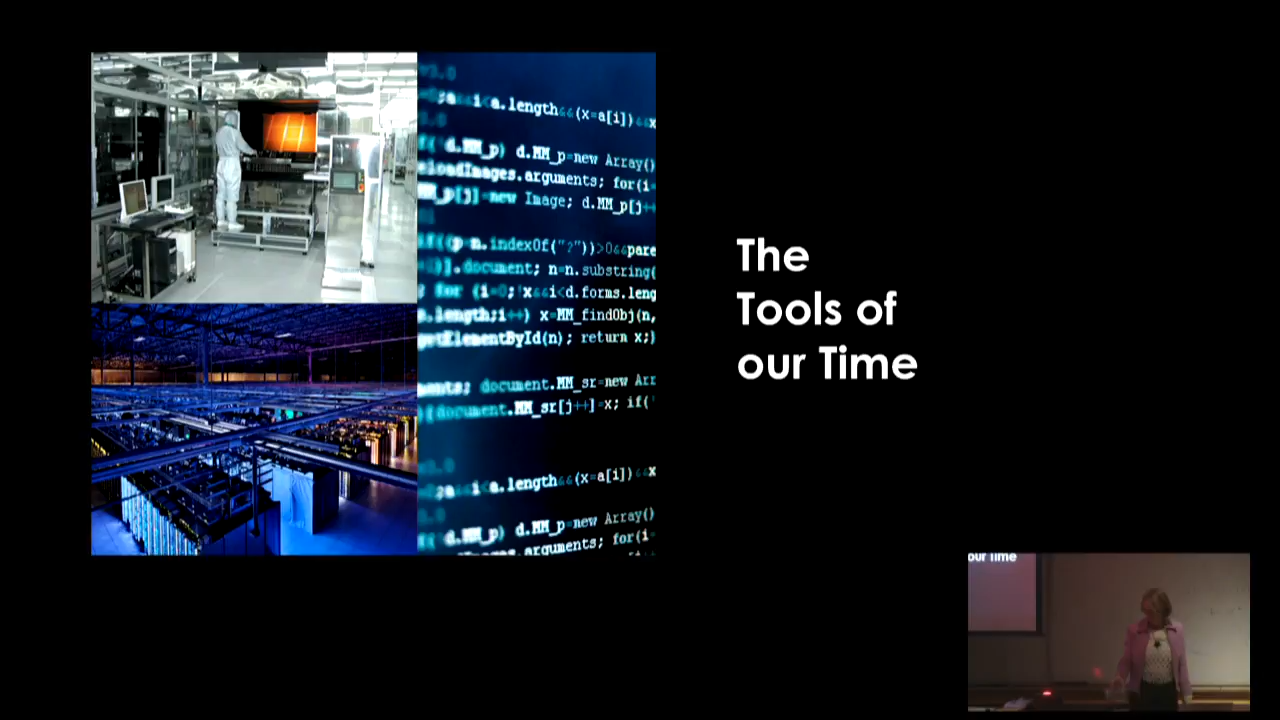 The
Tools of
our Time
a.length&&(x=a[i])
d.MM_p) d.MM_p=new Array()
.arguments; for(i
new Image; d.MM_p[j++
n.indexOf("?"))>0&&pare
.document; n=n.substring(
for (i=0;!x&&i<d.forms.leng
.length;i++) x=MM_findObj(n,
getElementById(n); return x;}
document.MM_sr=new Arr
document.MM_sr[j++]=x; if(
a.length&&(x=a[i])
d.MM_p) d.MM_p=new Array()
.arguments; for(i
our Time